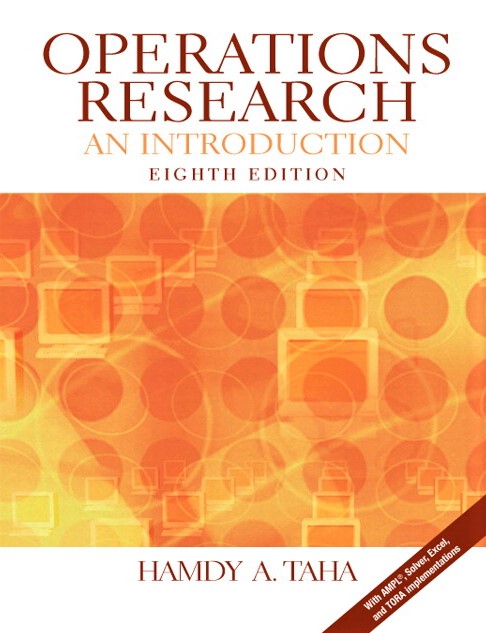 OPERATIONS
RESEARCH
AN INTRODUCTION
EIGHTH EDITION
HAMDY A. TAHA
With AMPL®, Solver, Excel,
and TORA implementations